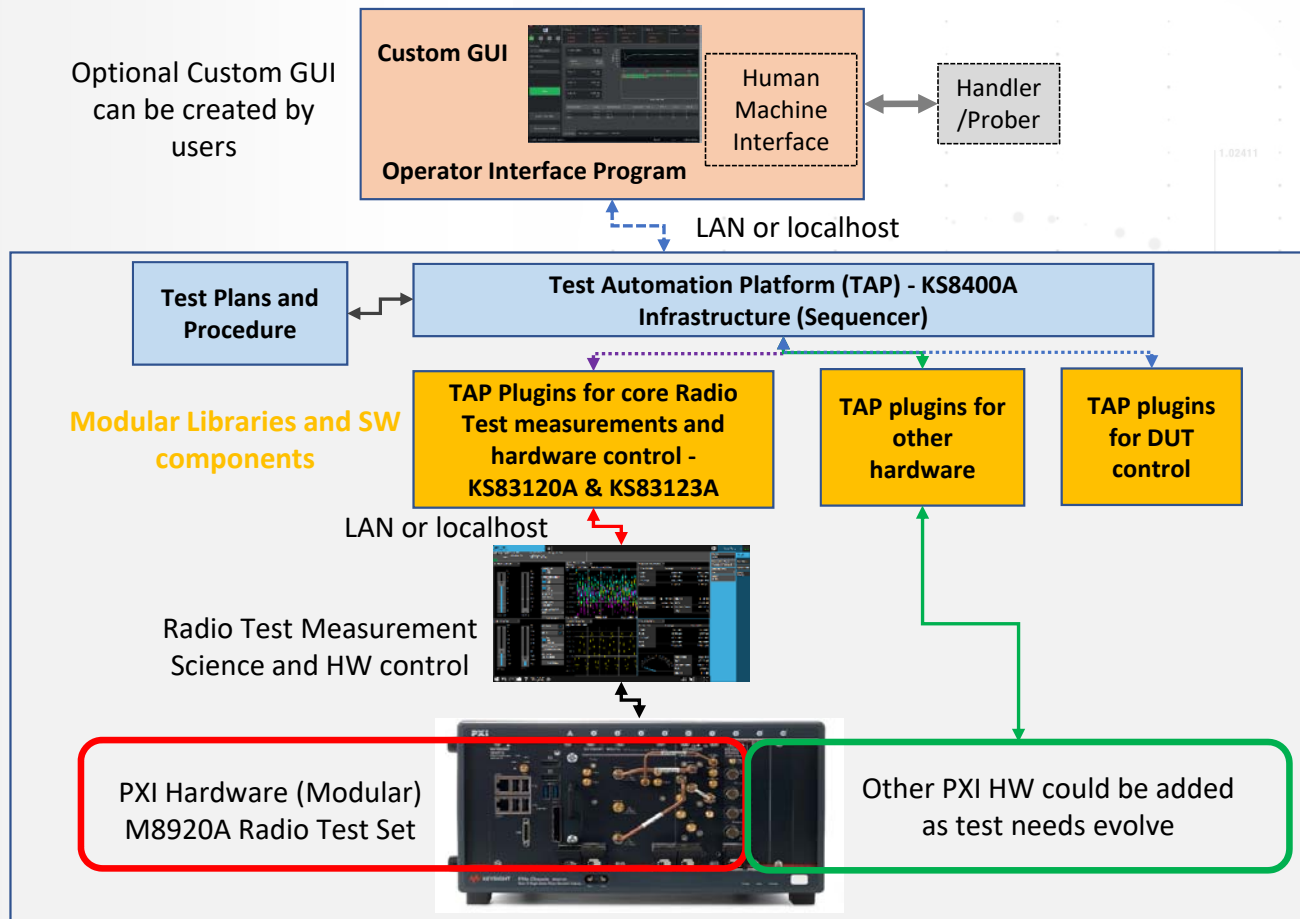 Optional Custom GUI
can be created by
users
Custom GUI
Human
Machine
Interface
Operator Interface Program
Handler
/Prober
1.02411
LAN or localhost
Test Plans and
Procedure
Test Automation Platform (TAP) - KS8400A
Infrastructure (Sequencer)
Modular Libraries and SW
components
TAP Plugins for core Radio
Test measurements and
hardware control -
KS83120A & KS83123A
TAP plugins for
other
hardware
TAP plugins
for DUT
control
LAN or localhost
Radio Test Measurement
Science and HW control
PXI
PXI Hardware (Modular)
M8920A Radio Test Set
Other PXI HW could be added
as test needs evolve
KEYSIGHT